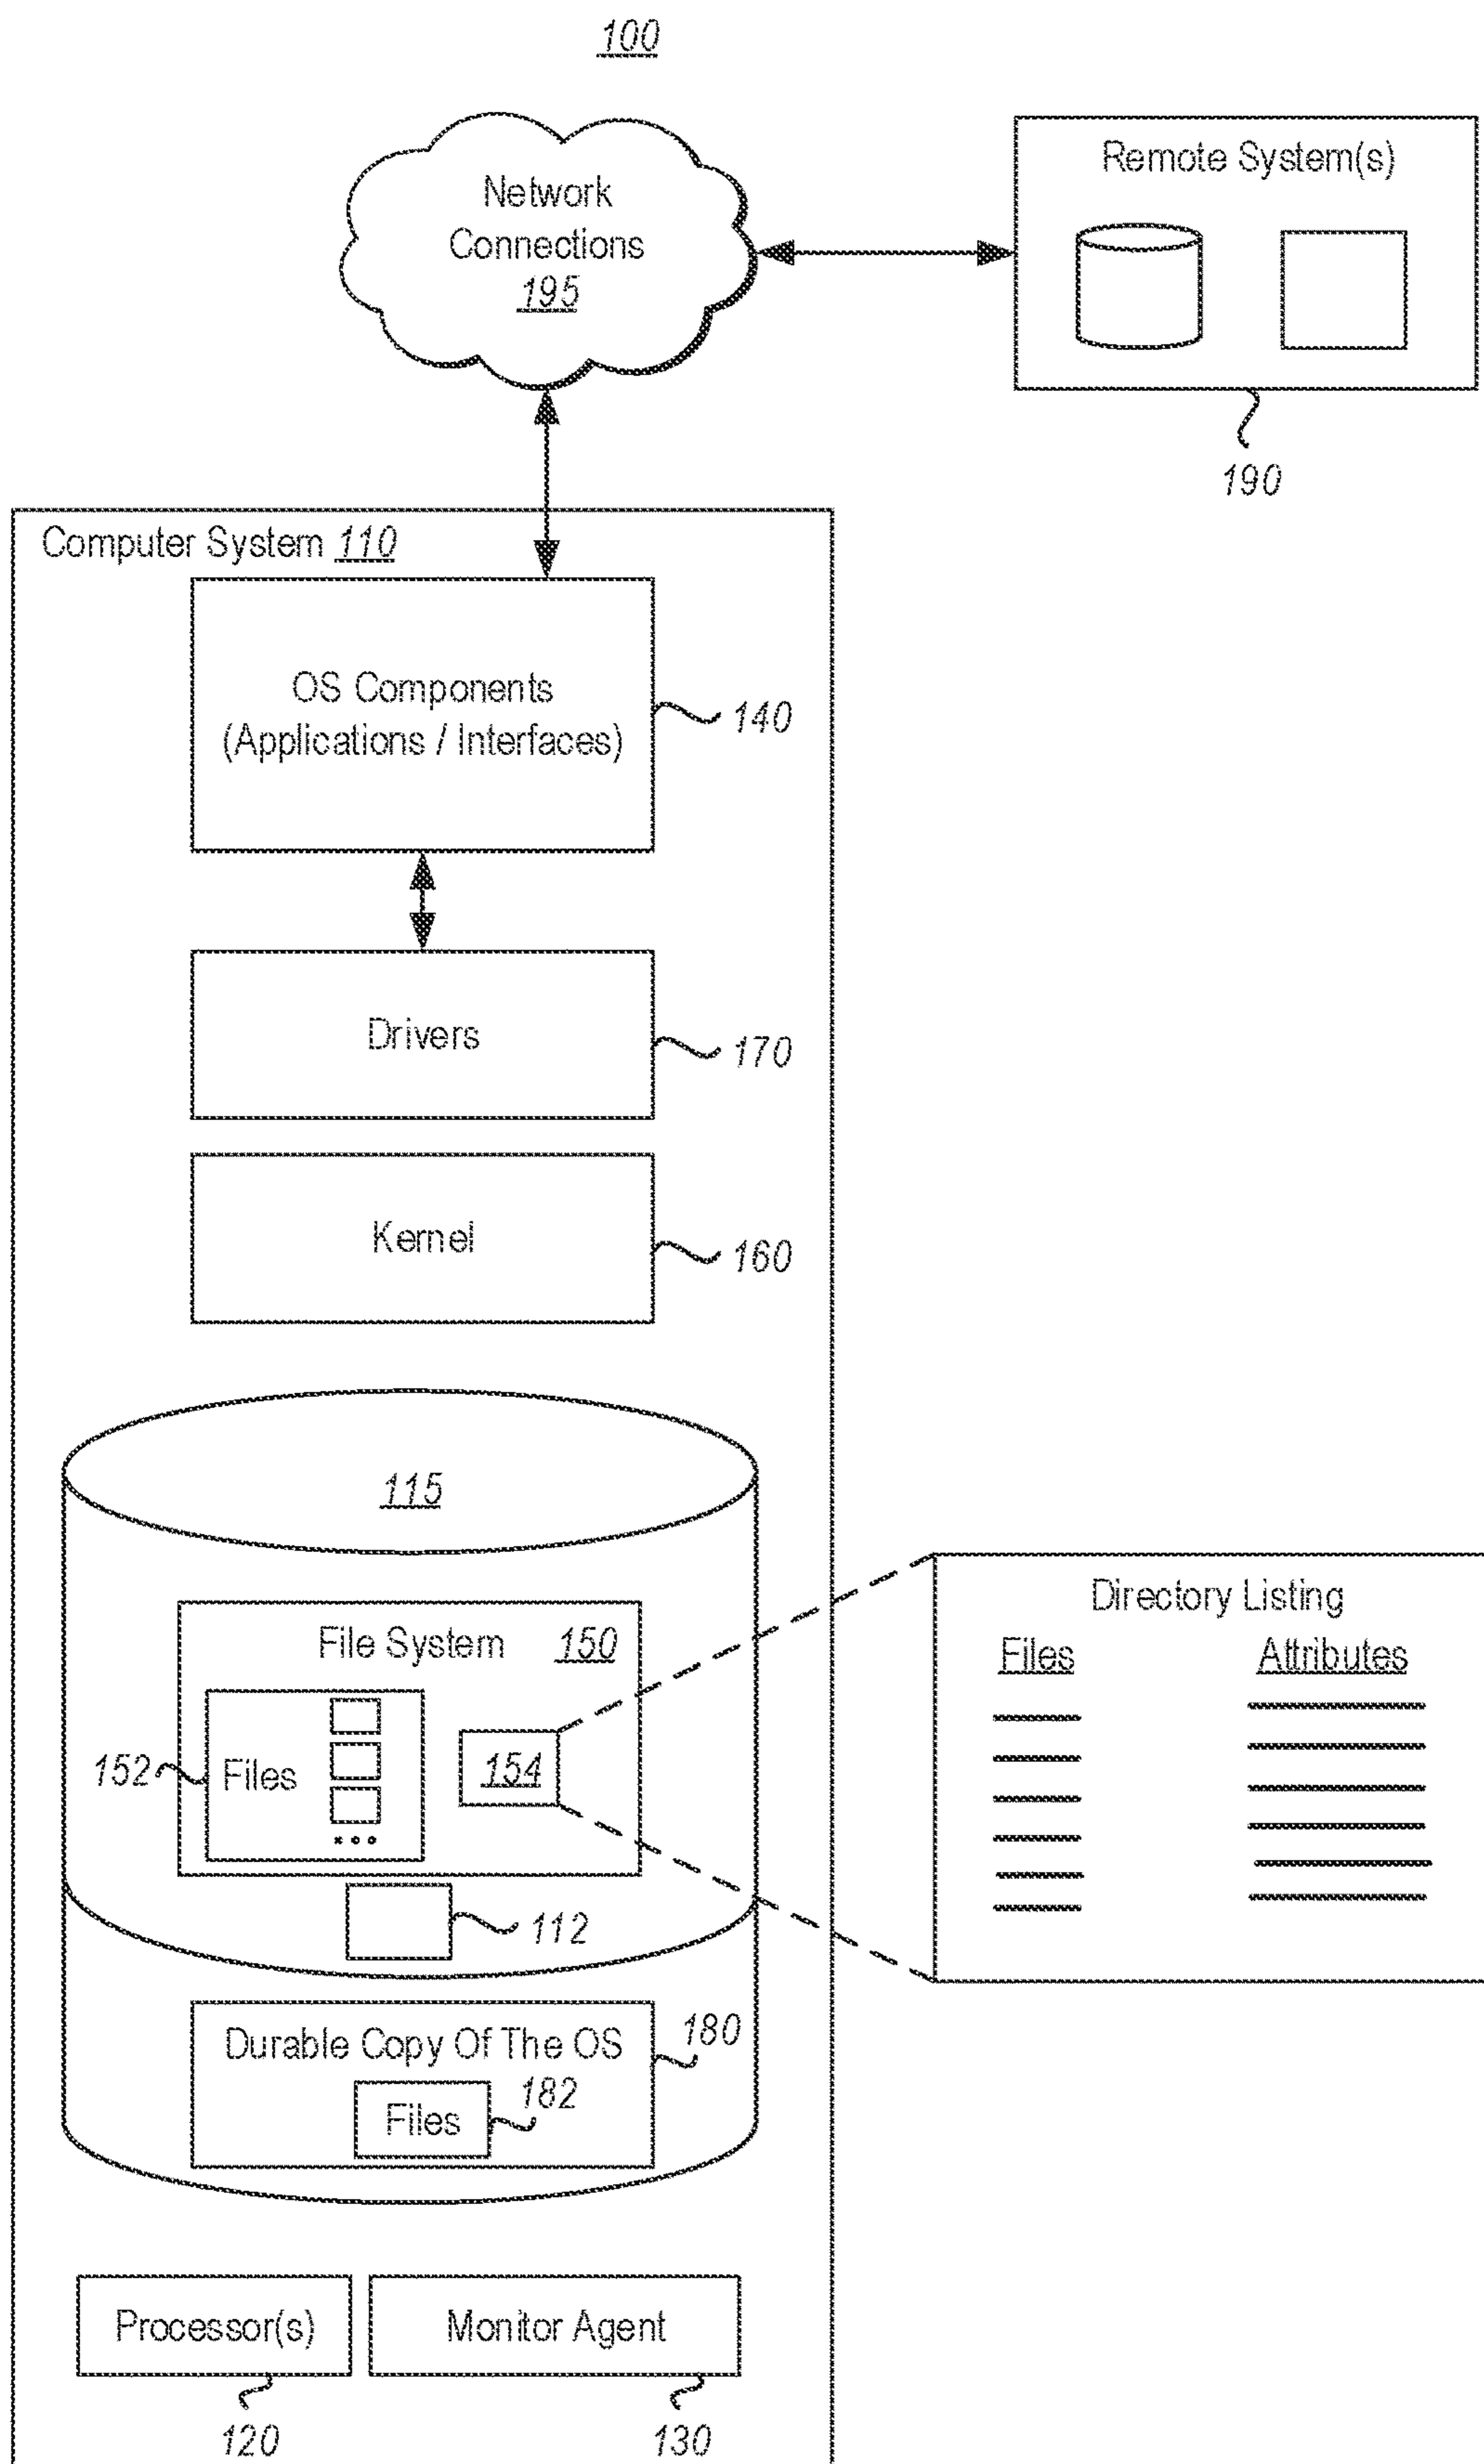 100
Network
Connections
195
Remote System(s)
190
Computer System 110
OS Components
(Applications / Interfaces)
140
Drivers
170
Kernel
160
115
File System 150
152
Files
154
112
Directory Listing
Files Attributes
Durable Copy Of The OS
180
Files
182
Processor(s)
120
Monitor Agent
130